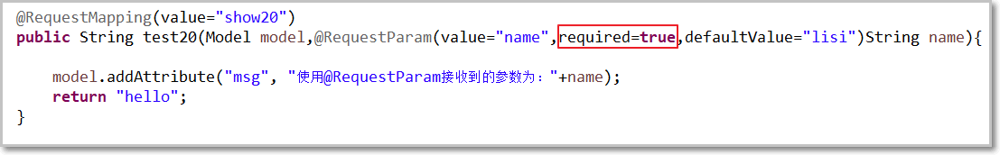 @RequestMapping(value="show20")
public String test20(Model model,@RequestParam(value="name",required=true,defaultValue="lisi")String name){
model.addAttribute("msg", "使用@RequestParam接收到的参数为："+name);
return "hello";
}